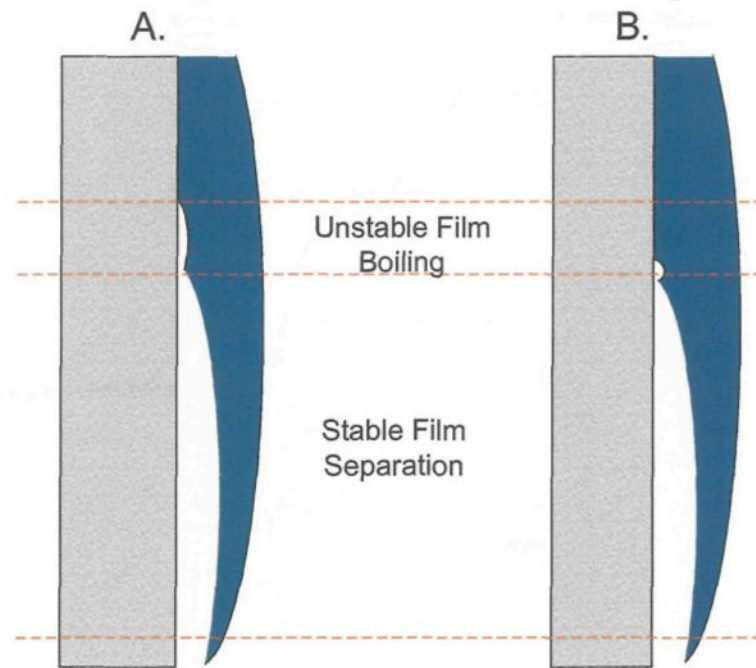 A.
B.
Unstable Film
Boiling
Stable Film
Separation